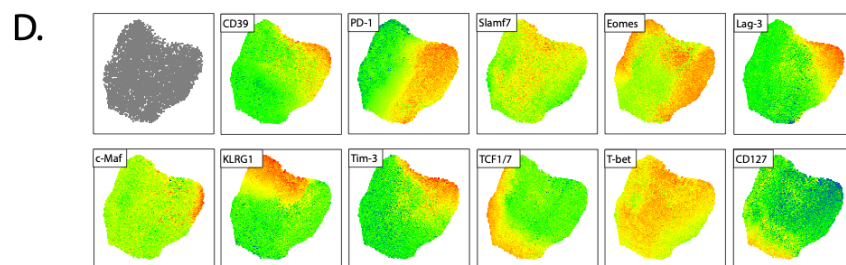 D.
CD39 PD-1 Slamf7 Eomes Lag-3
c-Maf KLRG1 Tim-3 TCF1/7 T-bet CD127